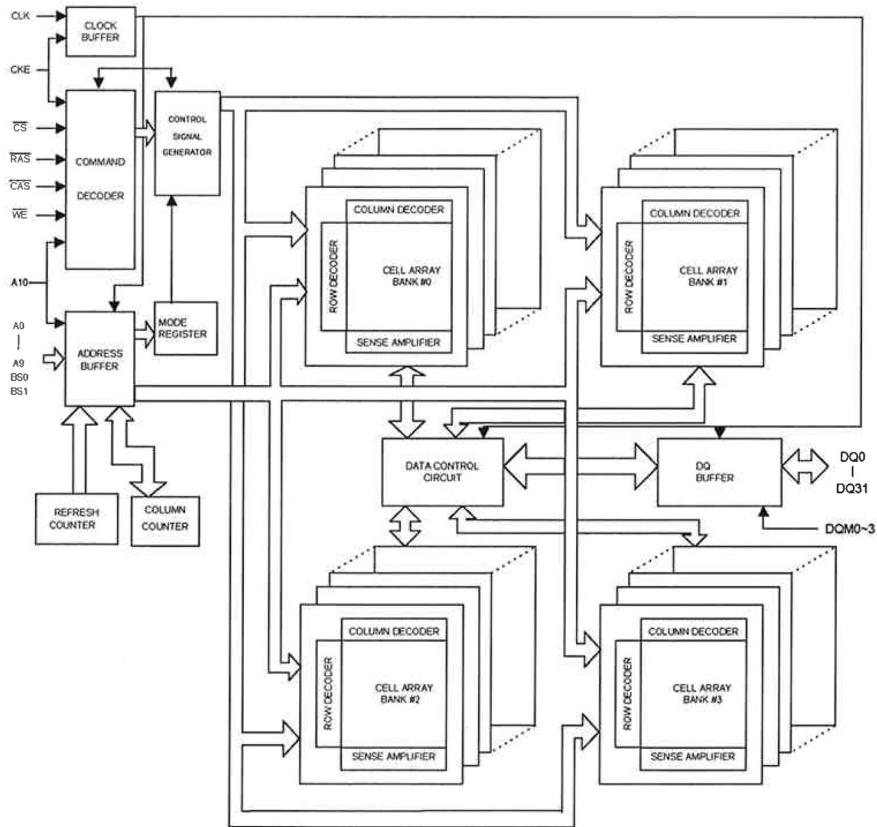 CLK
CLOCK
BUFFER
CKE
CS
RAS
CAS
WE
COMMAND
DECODER
CONTROL
SIGNAL
GENERATOR
A10
A0
A9
BS0
BS1
ADDRESS
BUFFER
MODE
REGISTER
REFRESH
COUNTER
COLUMN
COUNTER
COLUMN DECODER
ROW DECODER
CELL ARRAY
BANK #0
SENSE AMPLIFIER
COLUMN DECODER
ROW DECODER
CELL ARRAY
BANK #1
SENSE AMPLIFIER
DATA CONTROL
CIRCUIT
DQ
BUFFER
DQ0
DQ31
DQM0~3
COLUMN DECODER
ROW DECODER
CELL ARRAY
BANK #2
SENSE AMPLIFIER
COLUMN DECODER
ROW DECODER
CELL ARRAY
BANK #3
SENSE AMPLIFIER